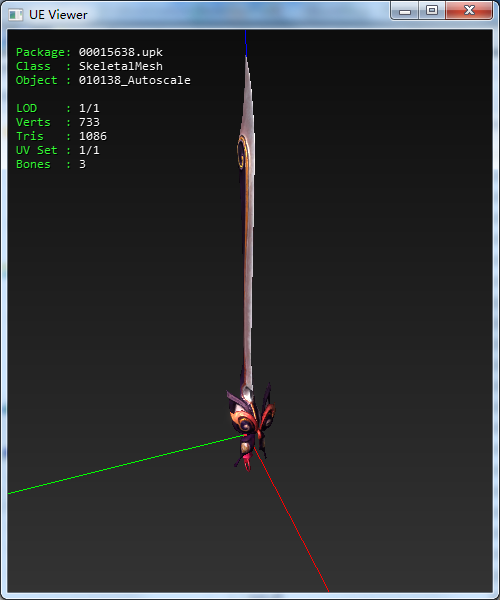 UE Viewer
Package: 00015638.upk
Class  : SkeletalMesh
Object : 010138_Autoscale
LOD    : 1/1
Verts  : 733
Tris   : 1086
UV Set : 1/1
Bones  : 3